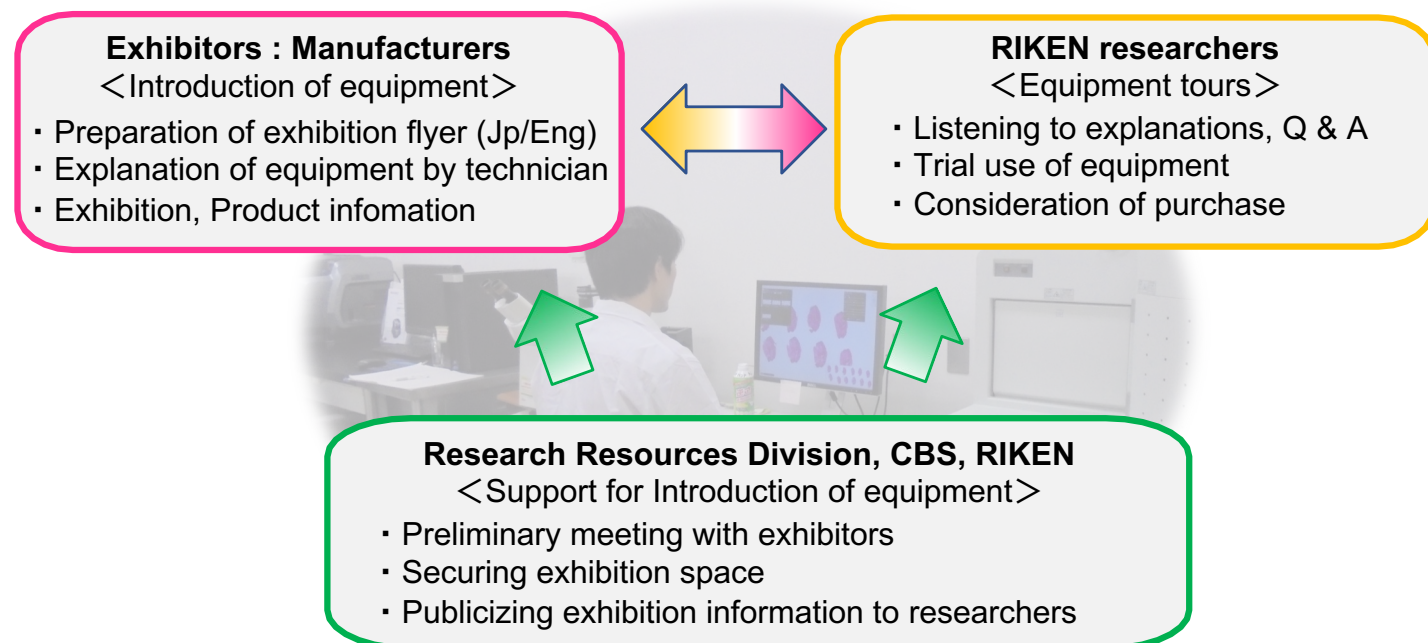 Exhibitors : Manufacturers
＜Introduction of equipment＞
・Preparation of exhibition flyer (Jp/Eng)
・Explanation of equipment by technician
・Exhibition, Product infomation
RIKEN researchers
＜Equipment tours＞
・Listening to explanations, Q & A
・Trial use of equipment
・Consideration of purchase
Research Resources Division, CBS, RIKEN
＜Support for Introduction of equipment＞
・Preliminary meeting with exhibitors
・Securing exhibition space
・Publicizing exhibition information to researchers